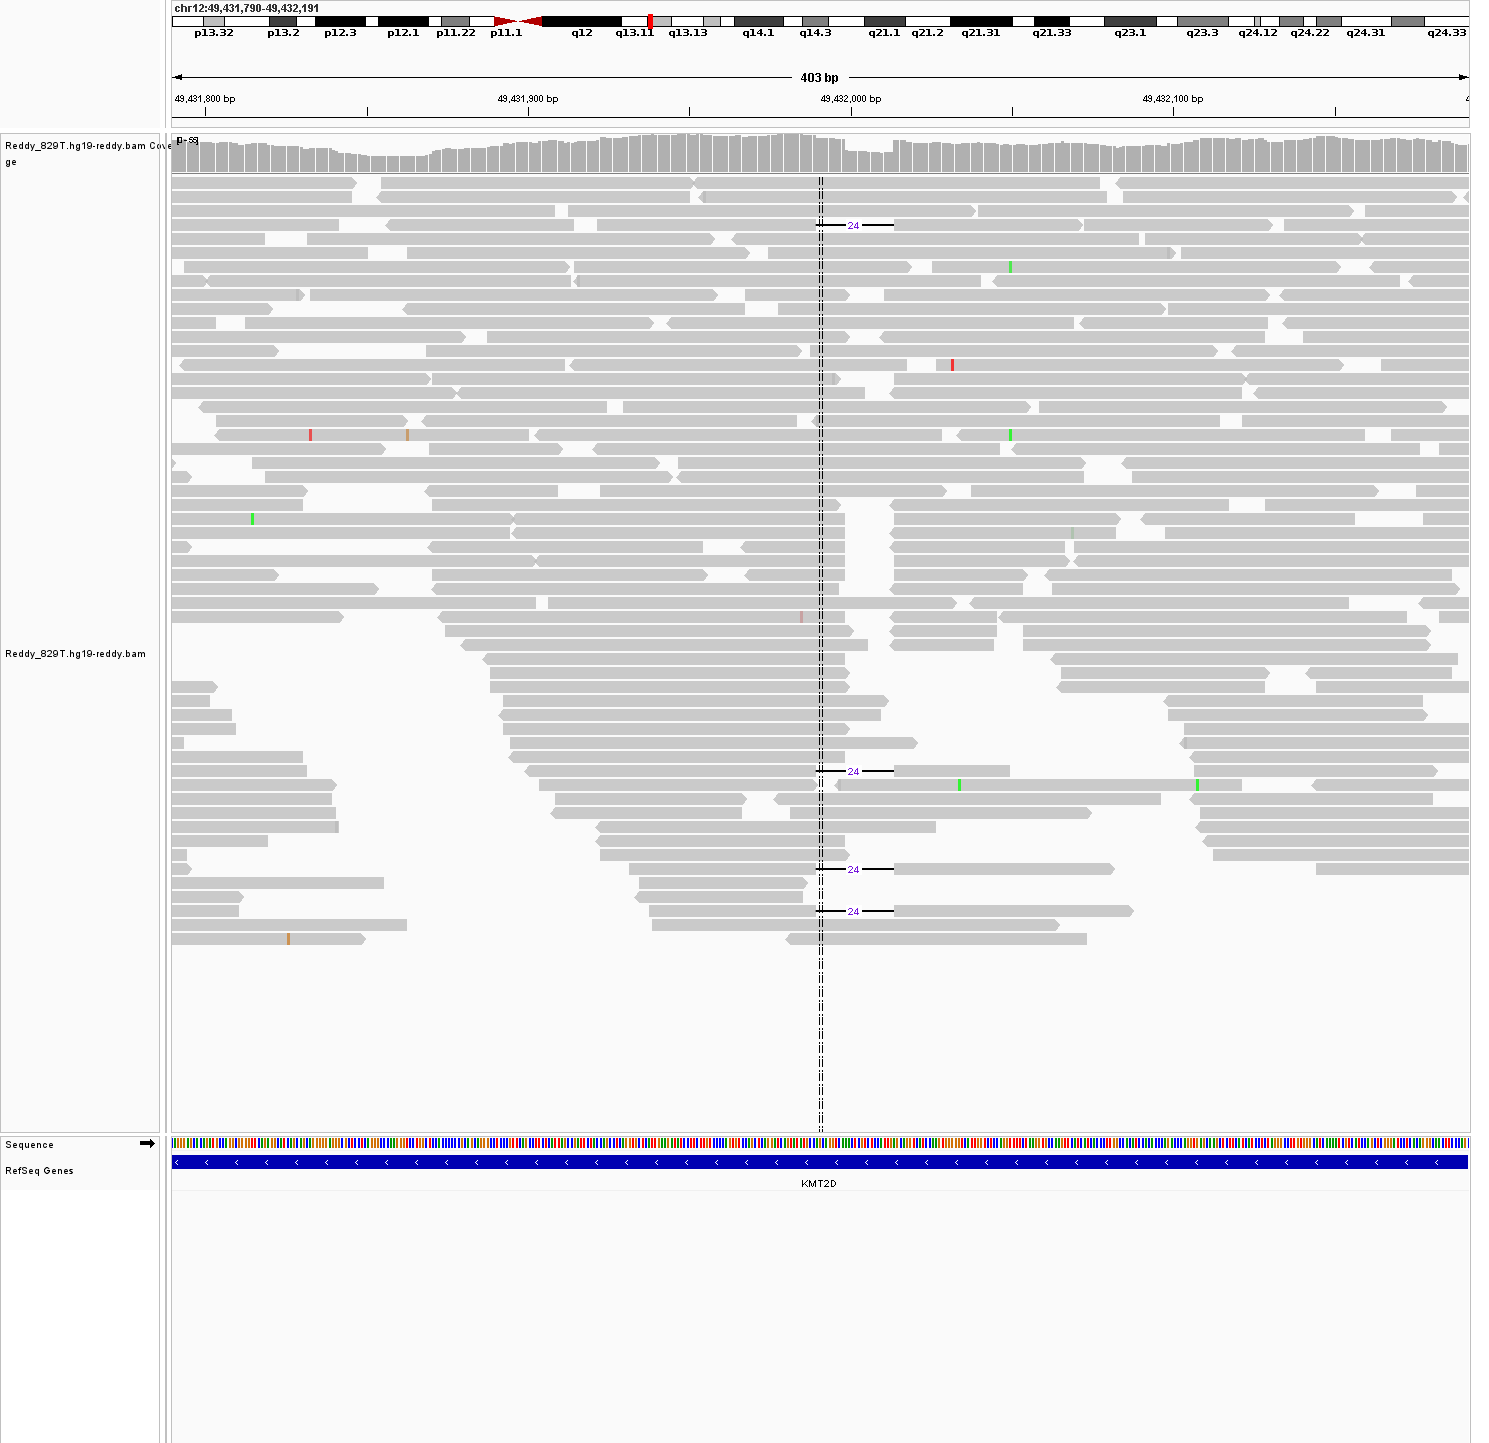 chr12:49,431,790-49,432,191
p13.32 p13.2 p12.3 p12.1 p11.22 p11.1 q12 q13.11 q13.13 q14.1 q14.3 q21.1 q21.2 q21.31 q21.33 q23.1 q23.3 q24.12 q24.22 q24.31 q24.33
403 bp
49,431,800 bp 49,431,900 bp 49,432,000 bp 49,432,100 bp
Reddy_829T.hg19-reddy.bam Cove
ge
24
Reddy_829T.hg19-reddy.bam
24
24
24
Sequence
RefSeq Genes
KMT2D